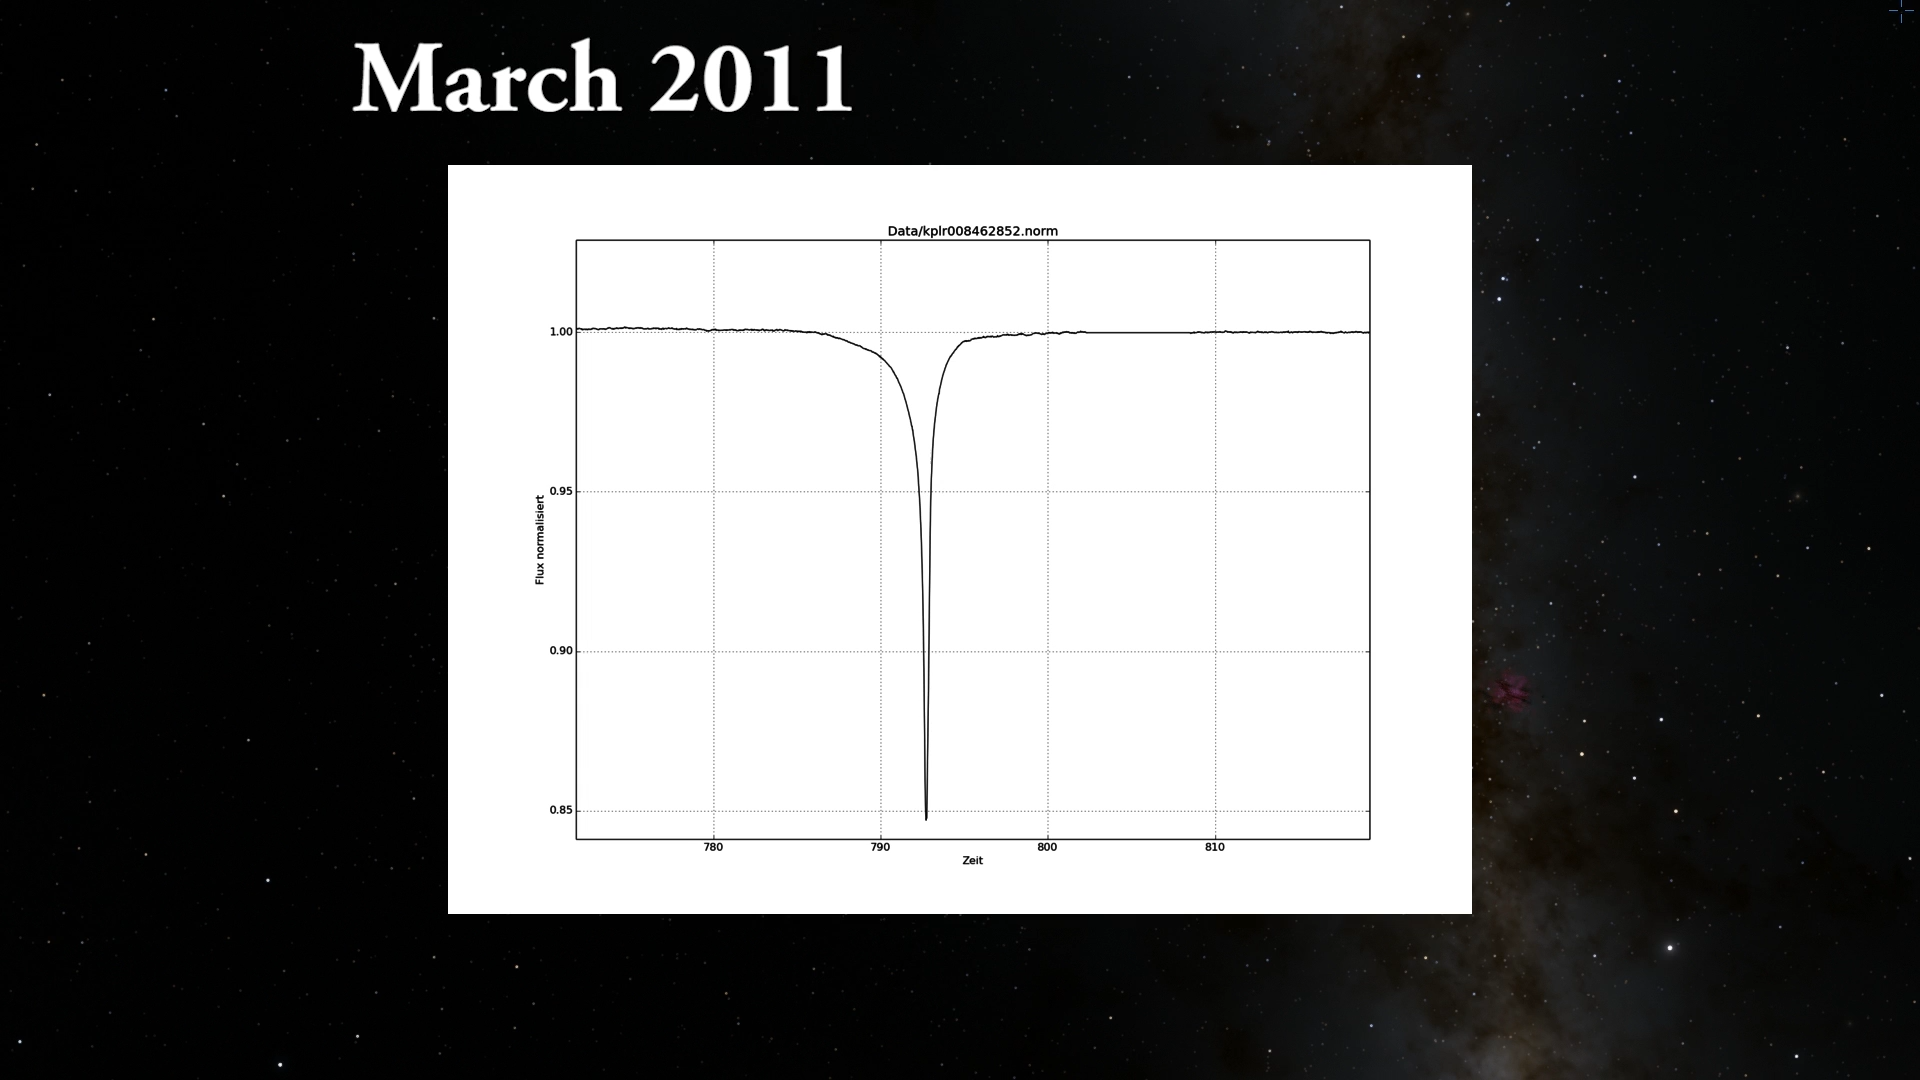 March 2011
Data/kplr008462852.norm
1.00
0.95
0.90
0.85
Flux normalisiert
780 790 800 810
Zeit